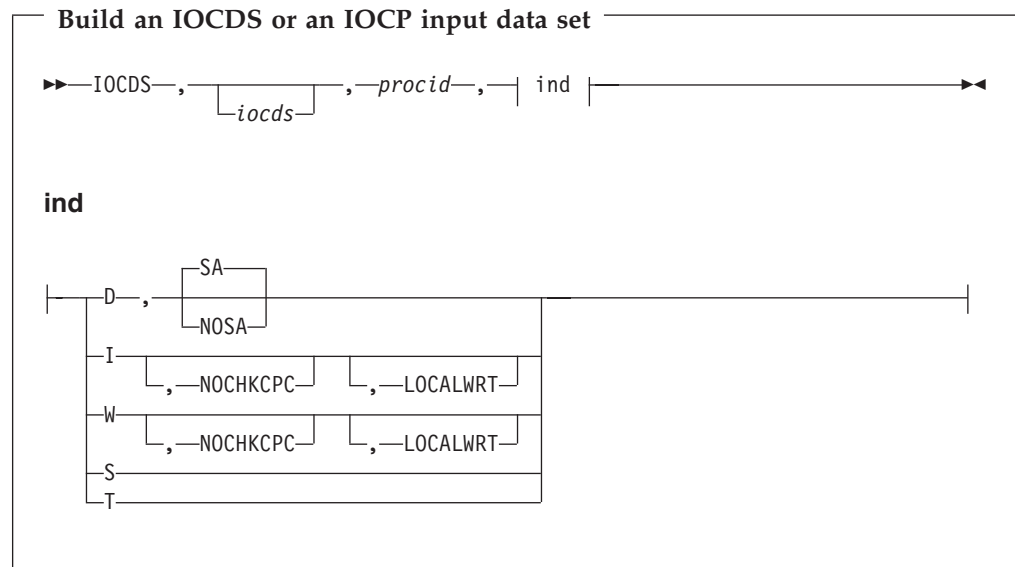 Build an IOCDS or an IOCP input data set
IOCDS , iocds , procid , ind
ind
SA
D ,
NOSA
I
, NOCHKCPC , LOCALWRT
W
, NOCHKCPC , LOCALWRT
S
T